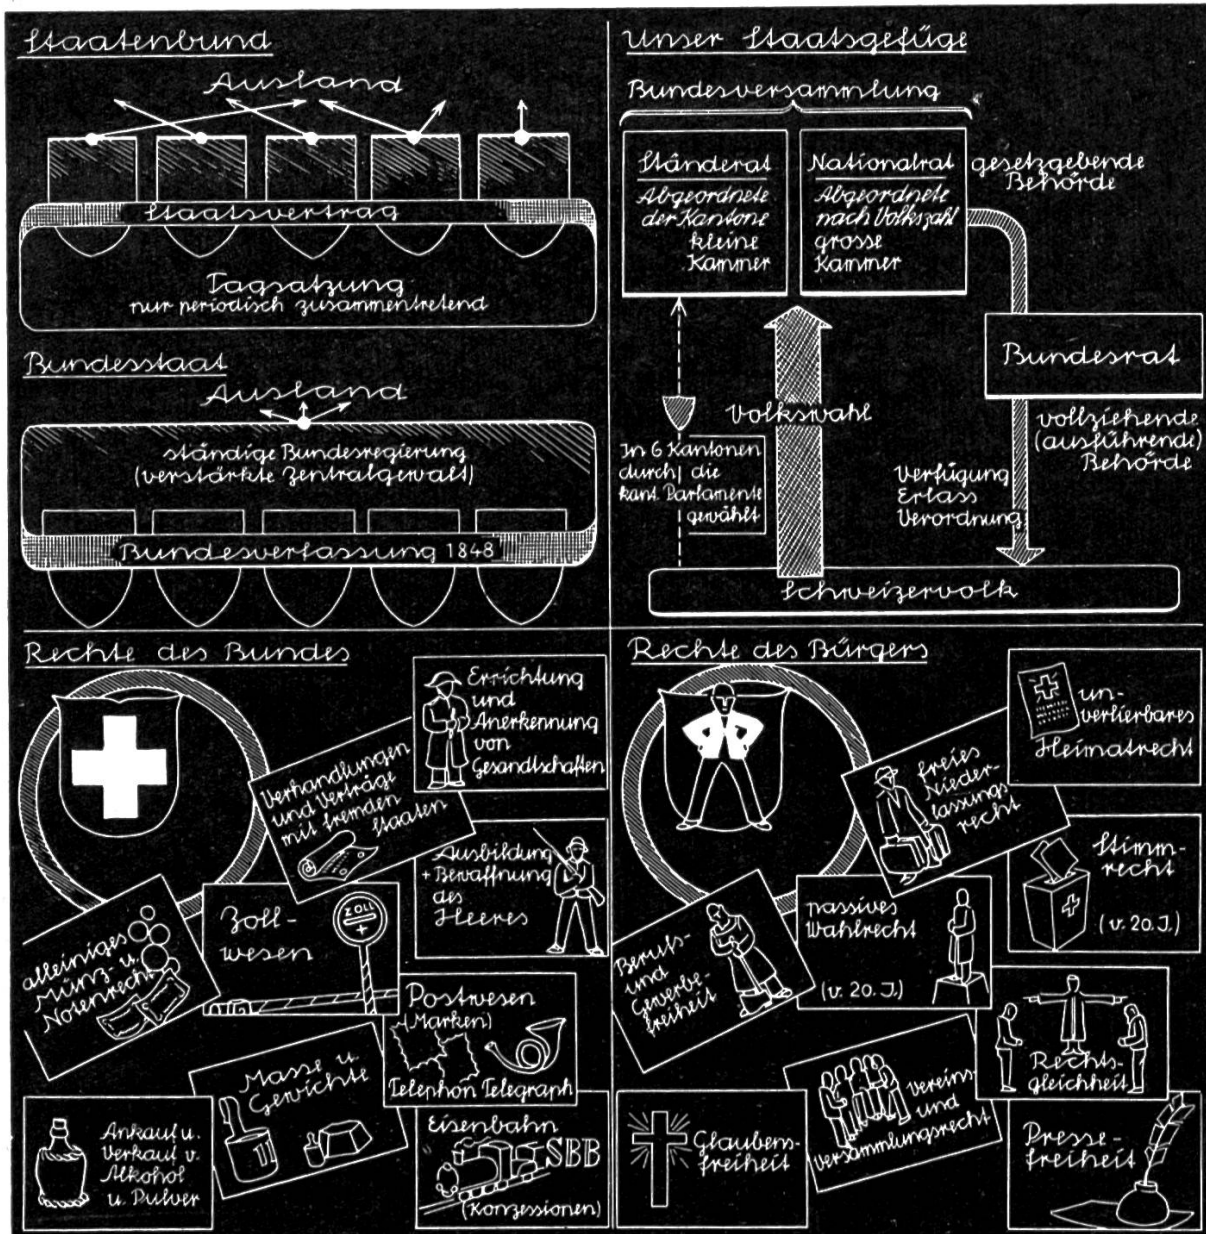 Staatenbund
Ausland
Staatsvertrag
Tagsatzung
nur periodisch zusammentretend
Bundesstaat
Ausland
ständige Bundesregierung
(verstärkte Zentralgewalt)
Bundesverfassung 1848
Unser Staatsgefüge
Bundesversammlung
Ständerat
Abgeordnete
der Kantone
kleine
Kammer
Nationalrat
Abgeordnete
nach Volkszahl
grosse
Kammer
gesetzgebende
Behörde
Bundesrat
vollziehende
(ausführende)
Behörde
Volkswahl
In 6 Kantonen
durch die
kant. Parlamente
gewählt
Verfügung
Erlass
Verordnung
Schweizervolk
Rechte des Bundes
Errichtung
und
Anerkennung
von
Gesandtschaften
Verhandlungen
und Verträge
mit fremden
Staaten
Ausbildung
+ Bewaffnung
des
Heeres
alleiniges
Münz- u.
Notenrecht
Zoll-
wesen
ZOLL
Postwesen
(Marken)
Telephon Telegraph
Masse u.
Gewichte
Ankauf u.
Verkauf v.
Alkohol
u. Pulver
Eisenbahn
SBB
(Konzessionen)
Rechte des Bürgers
un-
verlierbares
Heimatrecht
freies
Nieder-
lassungs-
recht
Stimm-
recht
(v. 20. J.)
Berufs-
und
Gewerbe-
freiheit
passives
Wahlrecht
(v. 20. J.)
Rechts-
gleichheit
Glaubens-
freiheit
Vereins-
und
Versammlungsrecht
Presse-
freiheit